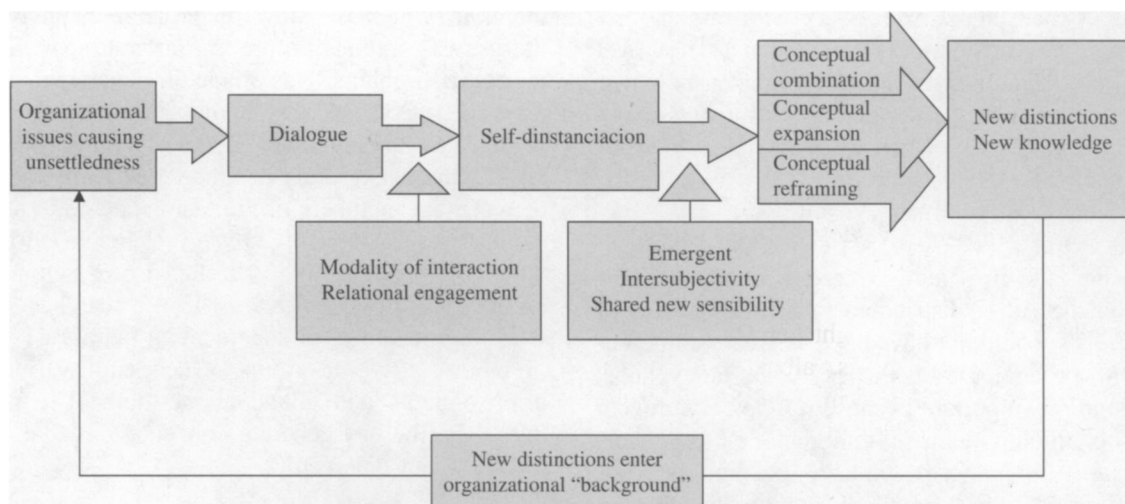 Organizational
issues causing
unsettledness
Dialogue
Self-dinstanciacion
Conceptual
combination
Conceptual
expansion
Conceptual
reframing
New distinctions
New knowledge
Modality of interaction
Relational engagement
Emergent
Intersubjectivity
Shared new sensibility
New distinctions enter
organizational “background”